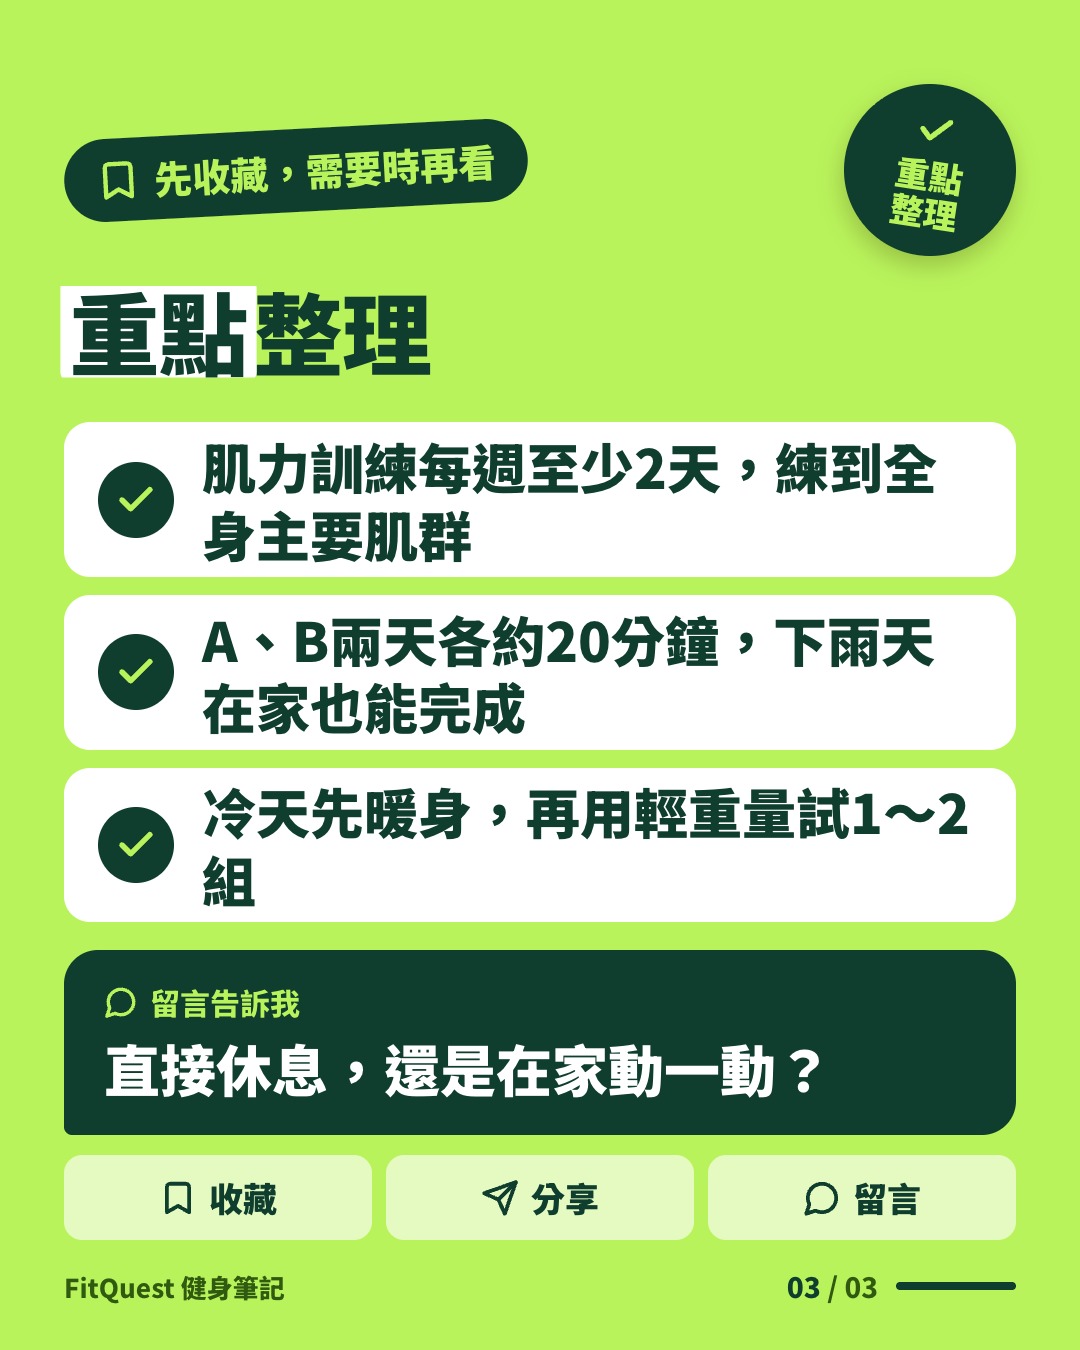 先收藏，需要時再看
重點
整理
重點整理
肌力訓練每週至少2天，練到全
身主要肌群
A、B兩天各約20分鐘，下雨天
在家也能完成
冷天先暖身，再用輕重量試1～2
組
留言告訴我
直接休息，還是在家動一動？
收藏
分享
留言
FitQuest 健身筆記
03 / 03